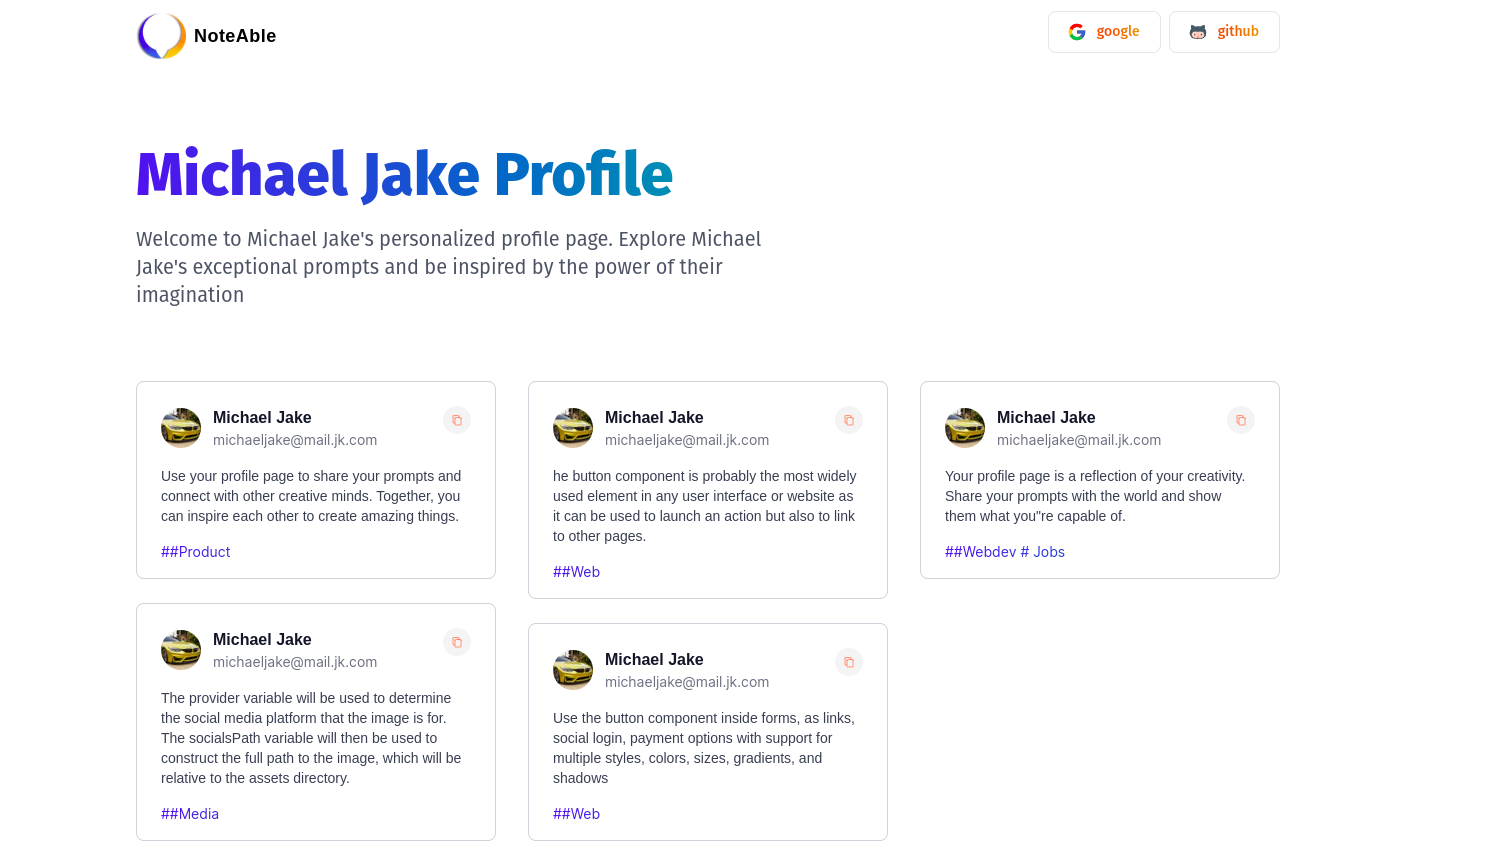 NoteAble
google
github
Michael Jake Profile
Welcome to Michael Jake's personalized profile page. Explore Michael
Jake's exceptional prompts and be inspired by the power of their
imagination
Michael Jake
michaeljake@mail.jk.com
Use your profile page to share your prompts and
connect with other creative minds. Together, you
can inspire each other to create amazing things.
##Product
Michael Jake
michaeljake@mail.jk.com
The provider variable will be used to determine
the social media platform that the image is for.
The socialsPath variable will then be used to
construct the full path to the image, which will be
relative to the assets directory.
##Media
Michael Jake
michaeljake@mail.jk.com
he button component is probably the most widely
used element in any user interface or website as
it can be used to launch an action but also to link
to other pages.
##Web
Michael Jake
michaeljake@mail.jk.com
Use the button component inside forms, as links,
social login, payment options with support for
multiple styles, colors, sizes, gradients, and
shadows
##Web
Michael Jake
michaeljake@mail.jk.com
Your profile page is a reflection of your creativity.
Share your prompts with the world and show
them what you"re capable of.
##Webdev # Jobs